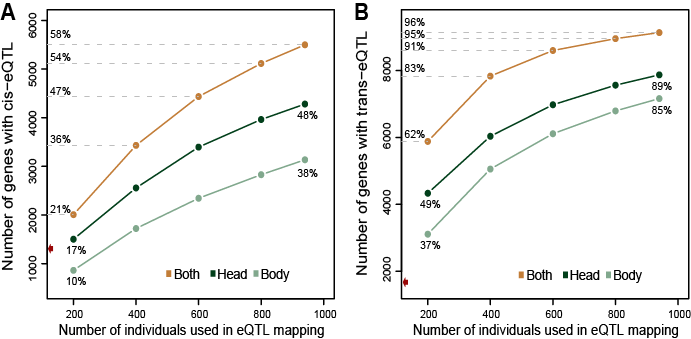 A
Number of genes with cis−eQTL
6000
5000
4000
3000
2000
1000
58%
54%
47%
36%
21%
17%
10%
48%
38%
Both Head Body
200 400 600 800 1000
Number of individuals used in eQTL mapping
B
Number of genes with trans−eQTL
8000
6000
4000
2000
96%
95%
91%
83%
62%
49%
37%
89%
85%
Both Head Body
200 400 600 800 1000
Number of individuals used in eQTL mapping